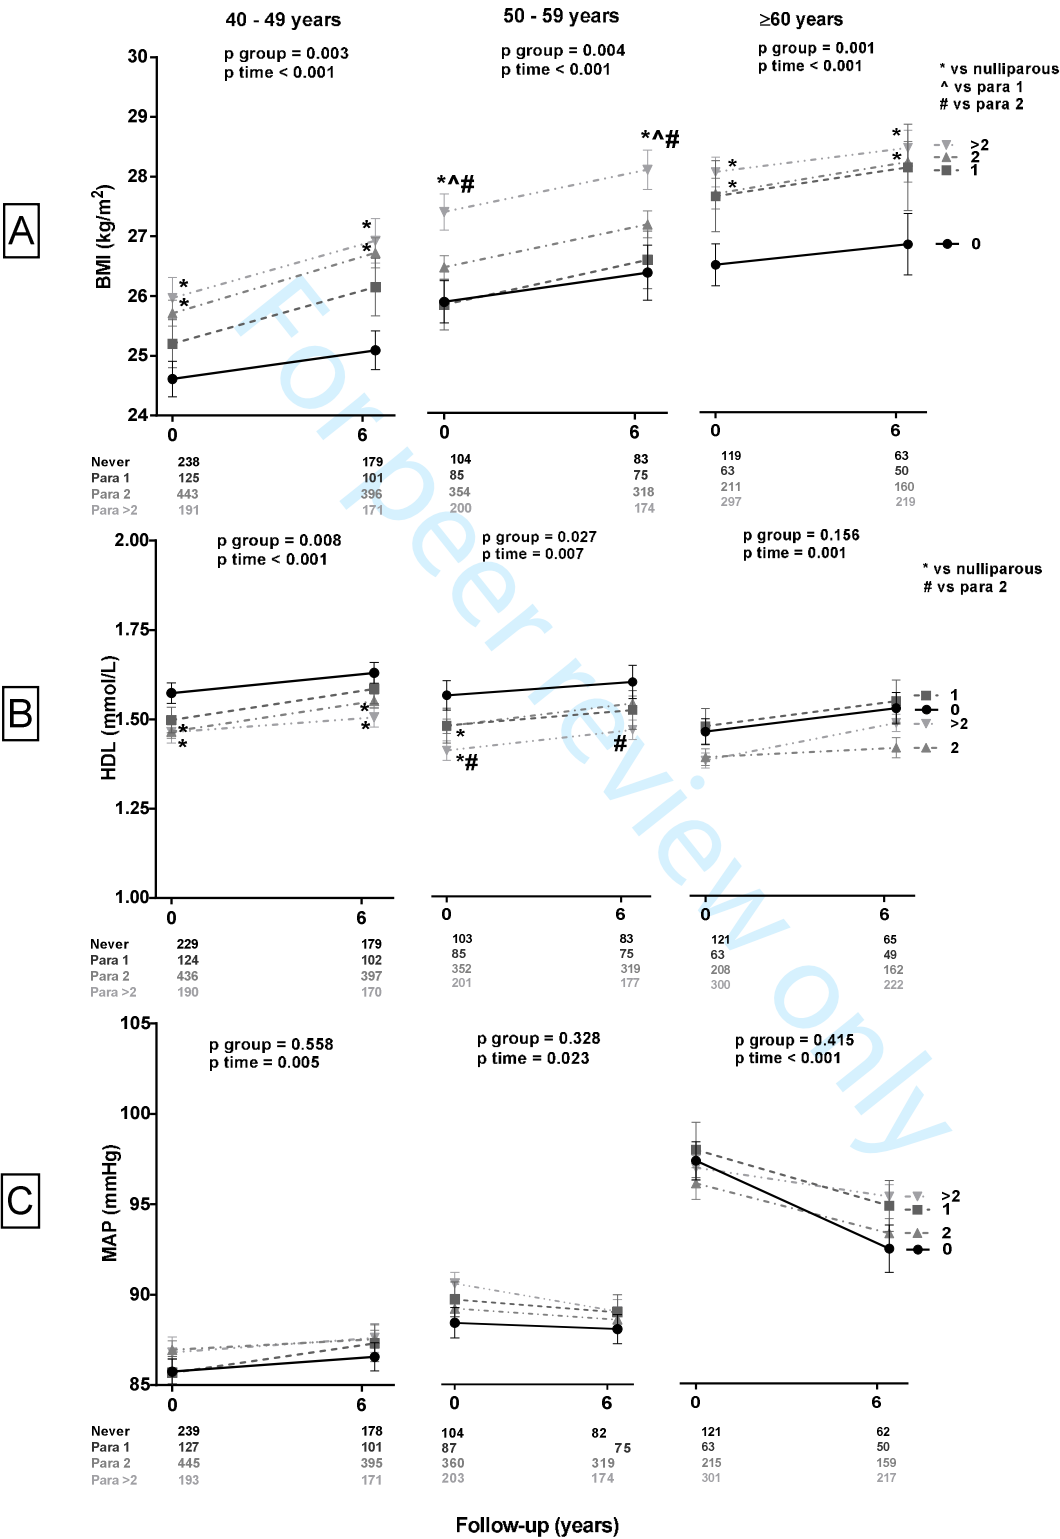 40 - 49 years
50 - 59 years
≥60 years
p group = 0.003
p time < 0.001
p group = 0.004
p time < 0.001
p group = 0.001
p time < 0.001
* vs nulliparous
^ vs para 1
# vs para 2
A
BMI (kg/m2)
30
29
28
27
26
25
24
*
*
*
*
*^#
*^#
*
*
*
*
>2
2
1
0
0 6
0 6
0 6
Never 238 179 104 83 119 63
Para 1 125 101 85 75 63 50
Para 2 443 396 354 318 211 160
Para >2 191 171 200 174 297 219
p group = 0.008
p time < 0.001
p group = 0.027
p time = 0.007
p group = 0.156
p time = 0.001
* vs nulliparous
# vs para 2
B
HDL (mmol/L)
2.00
1.75
1.50
1.25
1.00
*
*
*
*
*
*#
#
1
0
>2
2
0 6
0 6
0 6
Never 229 179 103 83 121 65
Para 1 124 102 85 75 63 49
Para 2 436 397 352 319 208 162
Para >2 190 170 201 177 300 222
p group = 0.558
p time = 0.005
p group = 0.328
p time = 0.023
p group = 0.415
p time < 0.001
C
MAP (mmHg)
105
100
95
90
85
>2
1
2
0
0 6
0 6
0 6
Never 239 178 104 82 121 62
Para 1 127 101 87 75 63 50
Para 2 445 395 360 319 215 159
Para >2 193 171 203 174 301 217
Follow-up (years)
For peer review only